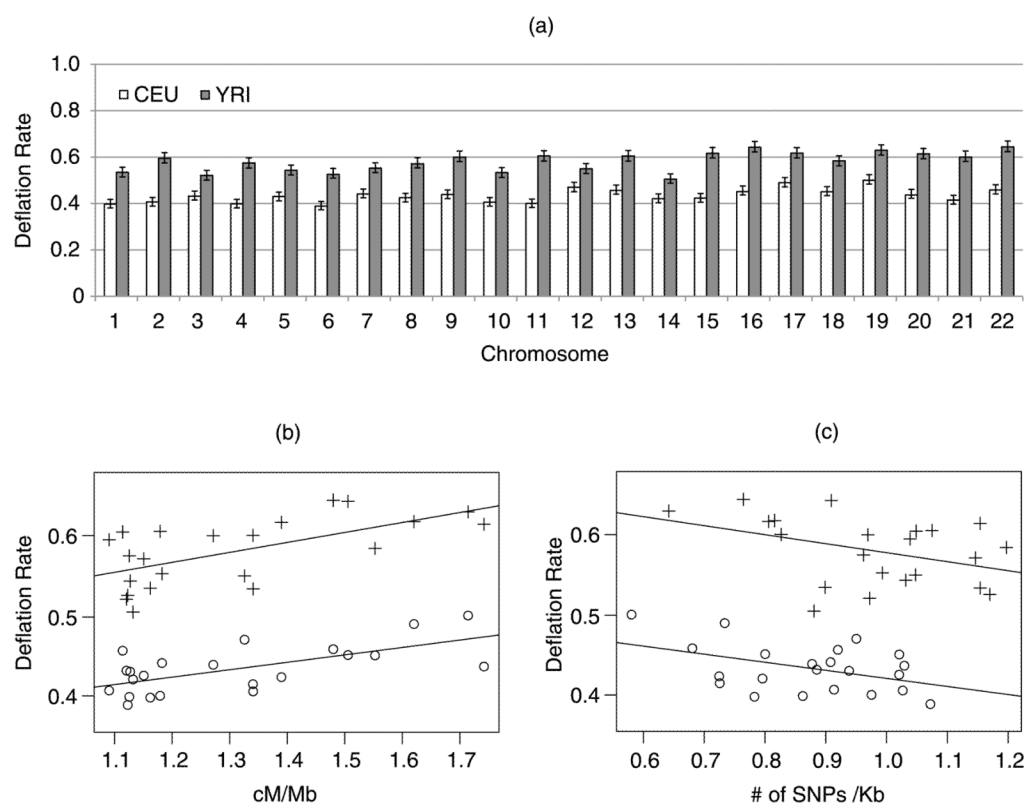 (a)
1.0
0.8
0.6
0.4
0.2
0
Deflation Rate
CEU YRI
1 2 3 4 5 6 7 8 9 10 11 12 13 14 15 16 17 18 19 20 21 22
Chromosome
(b)
0.6
0.5
0.4
Deflation Rate
1.1 1.2 1.3 1.4 1.5 1.6 1.7
cM/Mb
(c)
0.6
0.5
0.4
Deflation Rate
0.6 0.7 0.8 0.9 1.0 1.1 1.2
# of SNPs /Kb